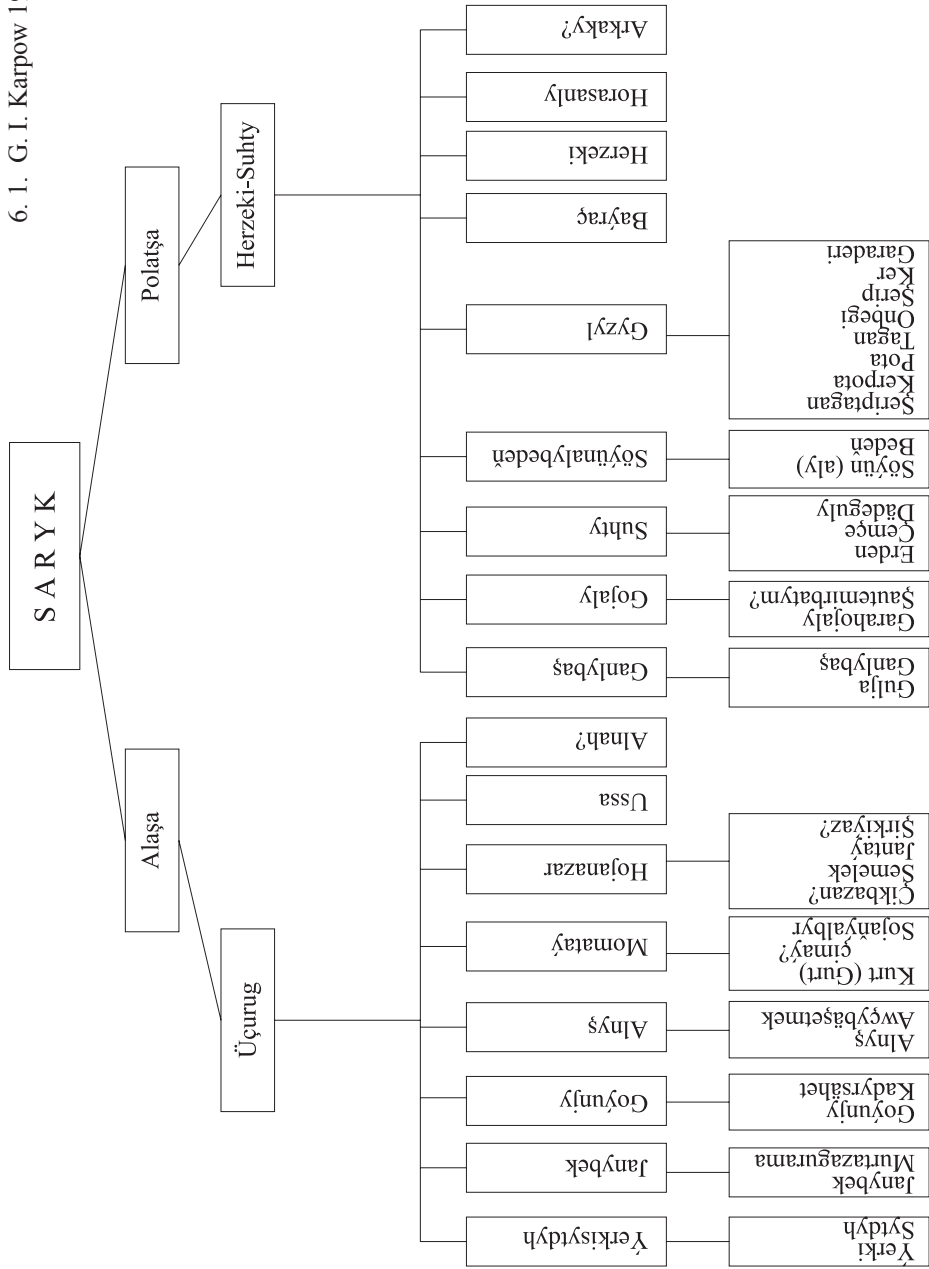 6. 1. G. I. Karpow 19
S A R Y K
Alaşa
Polatşa
Üçurug
Herzeki-Suhty
Ýerkisytdyh
Janybek
Goýunjy
Alnyş
Momataý
Hojanazar
Ussa
Alnah?
Ganlybaş
Gojaly
Suhty
Söýünalybedeň
Gyzyl
Baýraç
Herzeki
Horasanly
Arkaky?
Ýerki
Sytdyh
Janybek
Murtazagurama
Goýunjy
Kadyrsähet
Alnyş
Awçybäşetmek
Kurt (Gurt)
çimaý?
Sojaňyalbyr
Çikbazan?
Semelek
Jantaý
Şirkiýaz?
Gulja
Ganlybaş
Garahojaly
Şautemirbatym?
Erden
Çemçe
Dädeguly
Söýün (aly)
Bedeň
Şeriptagan
Kerpota
Pota
Tagan
Onbegi
Şerip
Ker
Garaderi